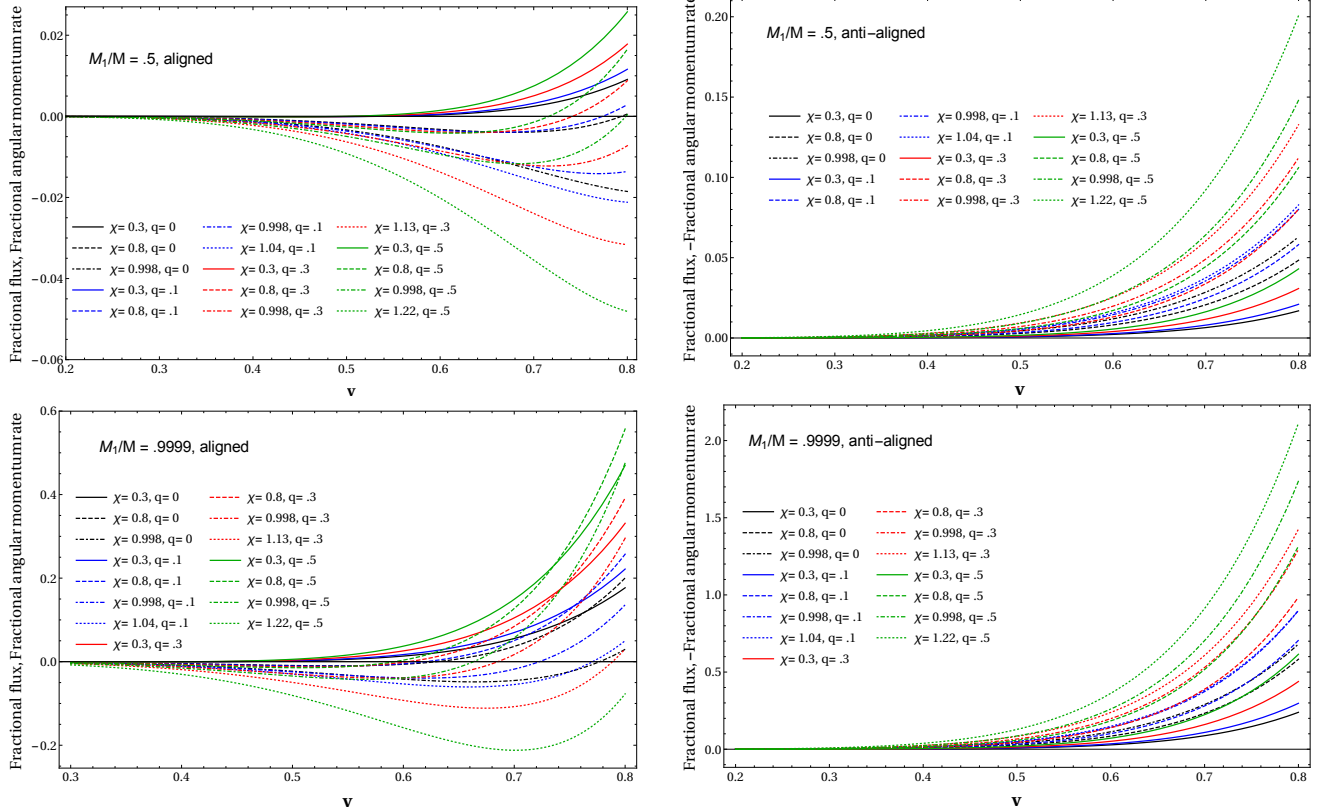 Fractional flux, Fractional angular momentum rate
0.02
0.00
-0.02
-0.04
-0.06
M₁/M = .5, aligned
χ= 0.3, q= 0
χ= 0.8, q= 0
χ= 0.998, q= 0
χ= 0.3, q= .1
χ= 0.8, q= .1
χ= 0.998, q= .1
χ= 1.04, q= .1
χ= 0.3, q= .3
χ= 0.8, q= .3
χ= 0.998, q= .3
χ= 1.13, q= .3
χ= 0.3, q= .5
χ= 0.8, q= .5
χ= 0.998, q= .5
χ= 1.22, q= .5
0.2 0.3 0.4 0.5 0.6 0.7 0.8
v
Fractional flux, -Fractional angular momentum rate
0.20
0.15
0.10
0.05
0.00
M₁/M = .5, anti-aligned
χ= 0.3, q= 0
χ= 0.8, q= 0
χ= 0.998, q= 0
χ= 0.3, q= .1
χ= 0.8, q= .1
χ= 0.998, q= .1
χ= 1.04, q= .1
χ= 0.3, q= .3
χ= 0.8, q= .3
χ= 0.998, q= .3
χ= 1.13, q= .3
χ= 0.3, q= .5
χ= 0.8, q= .5
χ= 0.998, q= .5
χ= 1.22, q= .5
0.2 0.3 0.4 0.5 0.6 0.7 0.8
v
Fractional flux, Fractional angular momentum rate
0.6
0.4
0.2
0.0
-0.2
M₁/M = .9999, aligned
χ= 0.3, q= 0
χ= 0.8, q= 0
χ= 0.998, q= 0
χ= 0.3, q= .1
χ= 0.8, q= .1
χ= 0.998, q= .1
χ= 1.04, q= .1
χ= 0.3, q= .3
χ= 0.8, q= .3
χ= 0.998, q= .3
χ= 1.13, q= .3
χ= 0.3, q= .5
χ= 0.8, q= .5
χ= 0.998, q= .5
χ= 1.22, q= .5
0.3 0.4 0.5 0.6 0.7 0.8
v
Fractional flux, -Fractional angular momentum rate
2.0
1.5
1.0
0.5
0.0
M₁/M = .9999, anti-aligned
χ= 0.3, q= 0
χ= 0.8, q= 0
χ= 0.998, q= 0
χ= 0.3, q= .1
χ= 0.8, q= .1
χ= 0.998, q= .1
χ= 1.04, q= .1
χ= 0.3, q= .3
χ= 0.8, q= .3
χ= 0.998, q= .3
χ= 1.13, q= .3
χ= 0.3, q= .5
χ= 0.8, q= .5
χ= 0.998, q= .5
χ= 1.22, q= .5
0.2 0.3 0.4 0.5 0.6 0.7 0.8
v